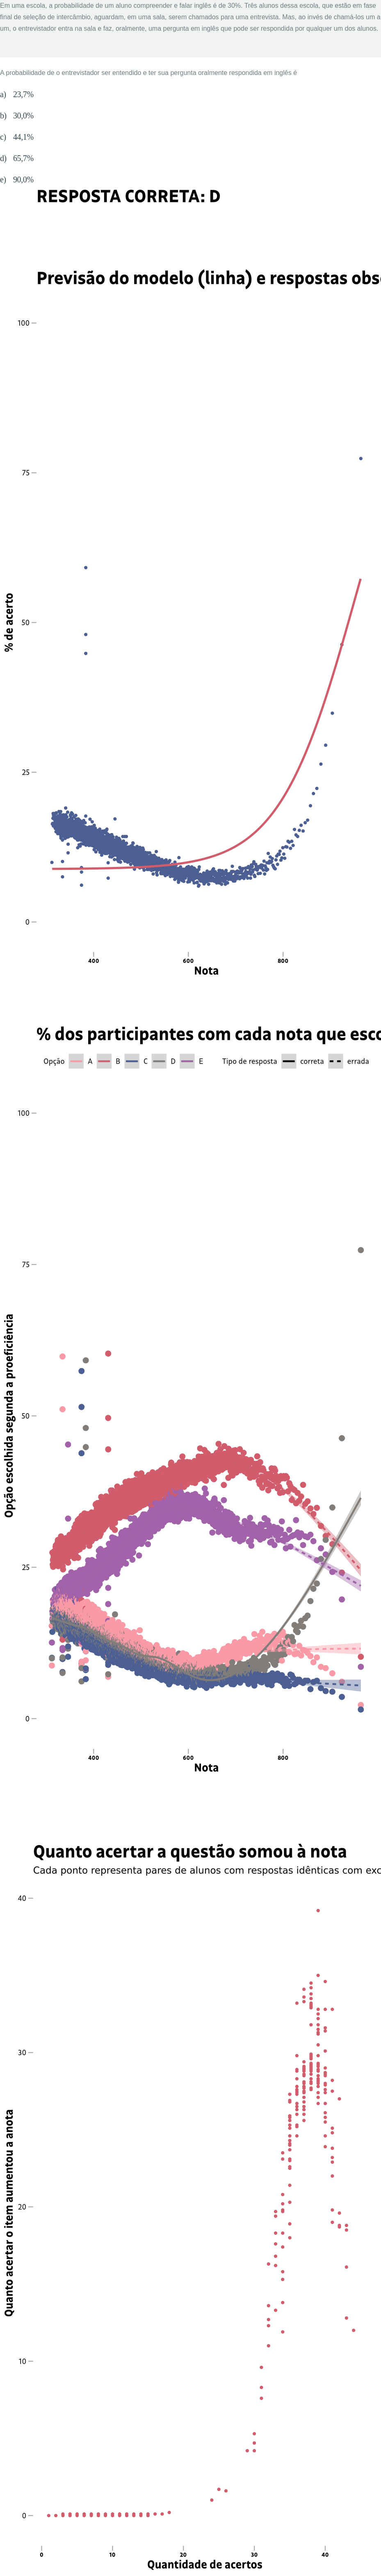 Em uma escola, a probabilidade de um aluno compreender e falar inglês é de 30%. Três alunos dessa escola, que estão em fase
final de seleção de intercâmbio, aguardam, em uma sala, serem chamados para uma entrevista. Mas, ao invés de chamá-los um a
um, o entrevistador entra na sala e faz, oralmente, uma pergunta em inglês que pode ser respondida por qualquer um dos alunos.
A probabilidade de o entrevistador ser entendido e ter sua pergunta oralmente respondida em inglês é
a) 23,7%
b) 30,0%
c) 44,1%
d) 65,7%
e) 90,0%
RESPOSTA CORRETA: D
Previsão do modelo (linha) e respostas obs
100
75
50
25
0
% de acerto
400 600 800
Nota
% dos participantes com cada nota que esco
Opção A B C D E Tipo de resposta correta errada
100
75
50
25
0
Opção escolhida segunda a proeficiência
400 600 800
Nota
Quanto acertar a questão somou à nota
Cada ponto representa pares de alunos com respostas idênticas com exc
40
30
20
10
0
Quanto acertar o item aumentou a anota
0 10 20 30 40
Quantidade de acertos